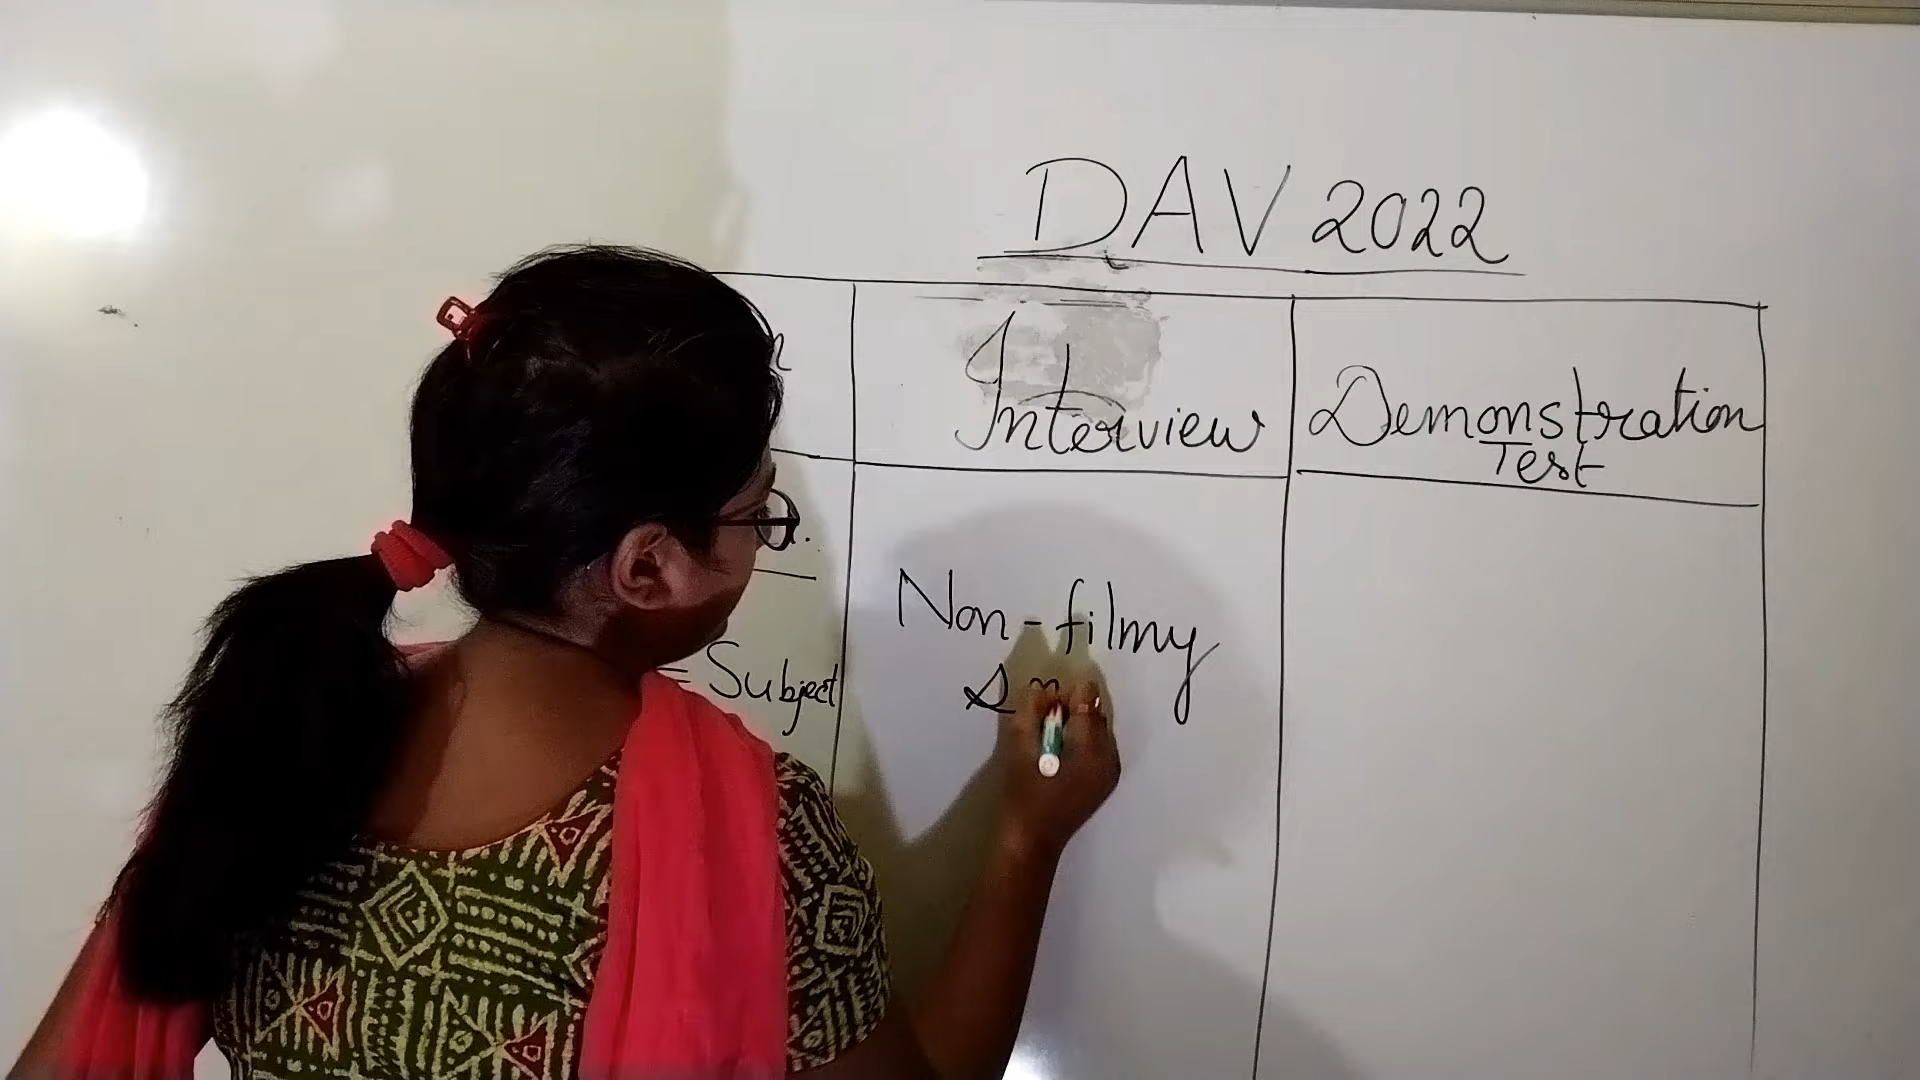 DAV 2022
Interview
Demonstration
Test
= Subject
Non-filmy